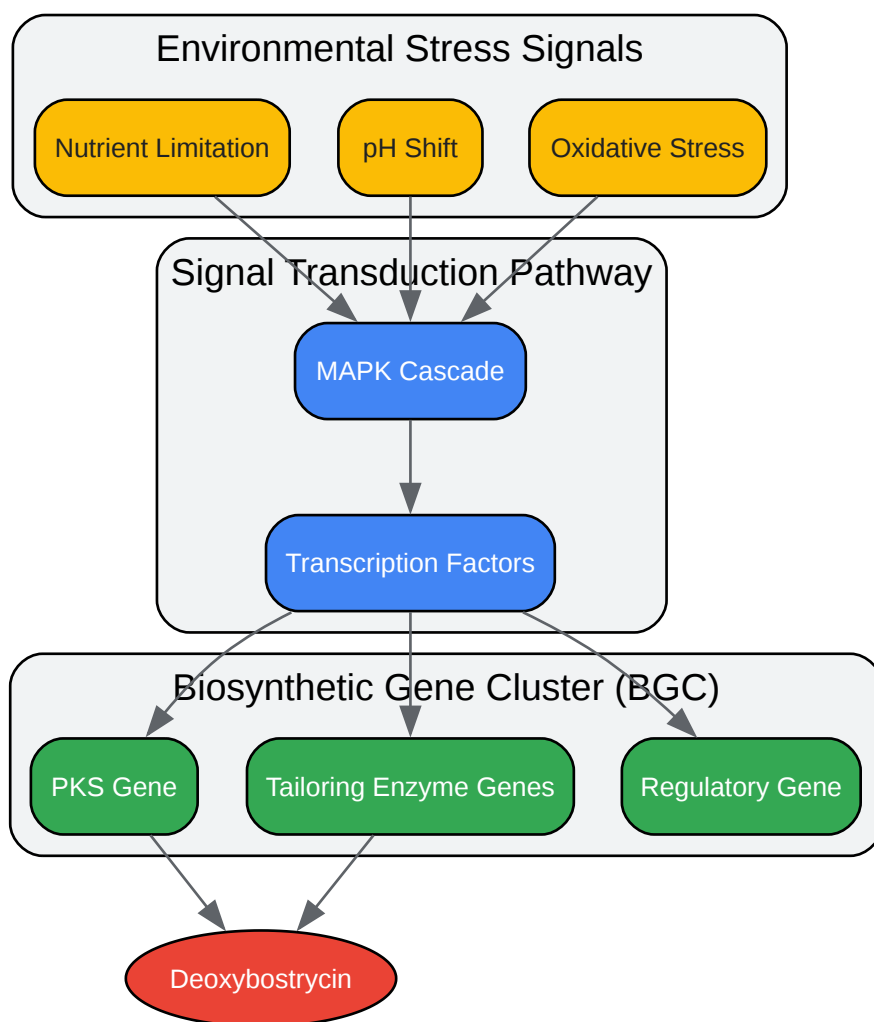 Environmental Stress Signals
Nutrient Limitation
pH Shift
Oxidative Stress
Signal Transduction Pathway
MAPK Cascade
Transcription Factors
Biosynthetic Gene Cluster (BGC)
PKS Gene
Tailoring Enzyme Genes
Regulatory Gene
Deoxybostrycin